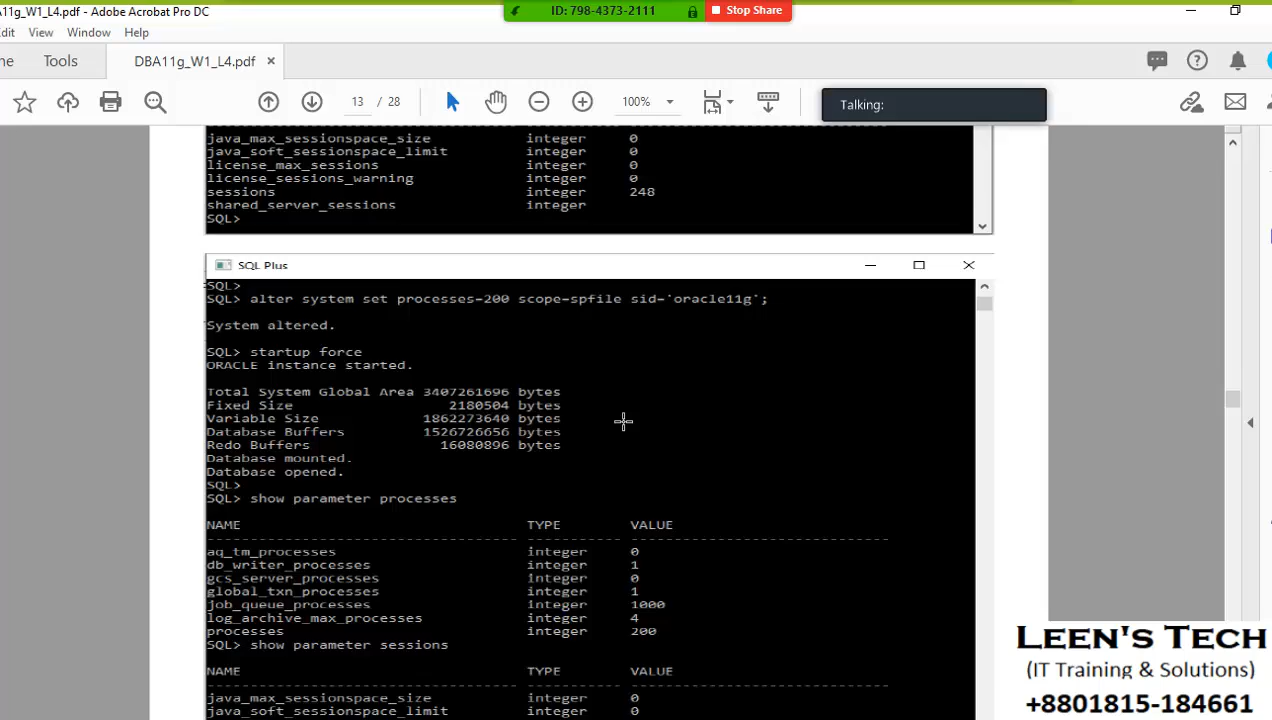 A11g_W1_L4.pdf - Adobe Acrobat Pro DC
ID: 798-4373-2111
Stop Share
Edit View Window Help
Tools
DBA11g_W1_L4.pdf ×
13 / 28
100%
Talking:
java_max_sessionspace_size integer 0
java_soft_sessionspace_limit integer 0
license_max_sessions integer 0
license_sessions_warning integer 0
sessions integer 248
shared_server_sessions integer
SQL>
SQL Plus
SQL>
SQL> alter system set processes=200 scope=spfile sid='oracle11g';
System altered.
SQL> startup force
ORACLE instance started.
Total System Global Area 3407261696 bytes
Fixed Size 2180504 bytes
Variable Size 1862273640 bytes
Database Buffers 1526726656 bytes
Redo Buffers 16080896 bytes
Database mounted.
Database opened.
SQL>
SQL> show parameter processes
NAME TYPE VALUE
aq_tm_processes integer 0
db_writer_processes integer 1
gcs_server_processes integer 0
global_txn_processes integer 1
job_queue_processes integer 1000
log_archive_max_processes integer 4
processes integer 200
SQL> show parameter sessions
NAME TYPE VALUE
java_max_sessionspace_size integer 0
java_soft_sessionspace_limit integer 0
LEEN'S TECH
(IT Training & Solutions)
+8801815-184661